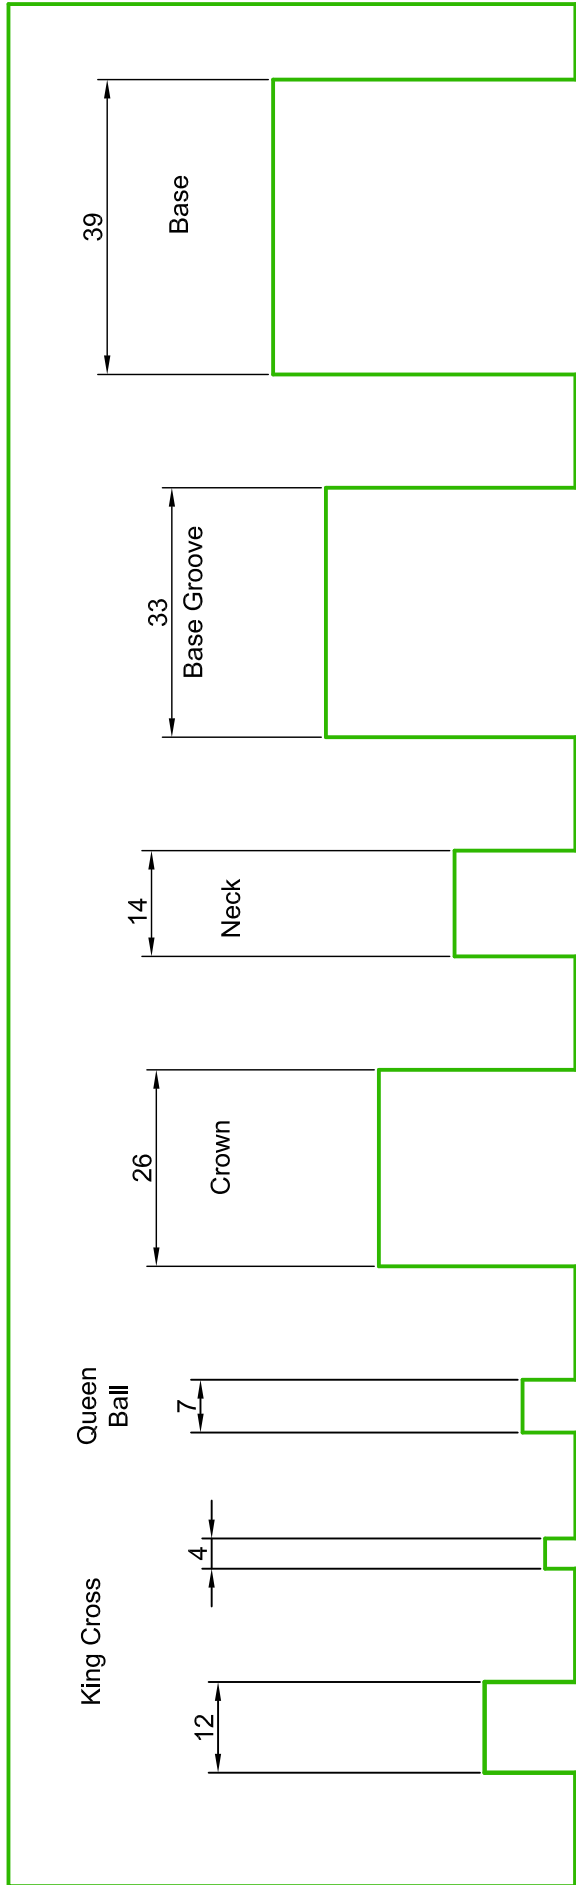 King Cross
12
4
Queen
Ball
7
Crown
26
Neck
14
Base Groove
33
Base
39